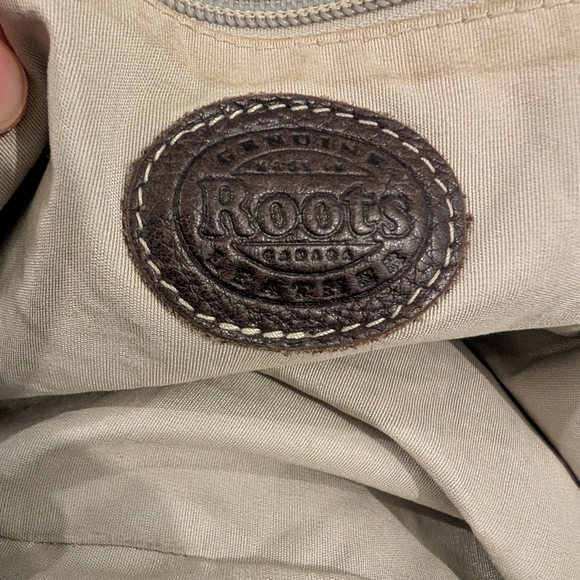 GENUINE
Roots
CANADA
LEATHER